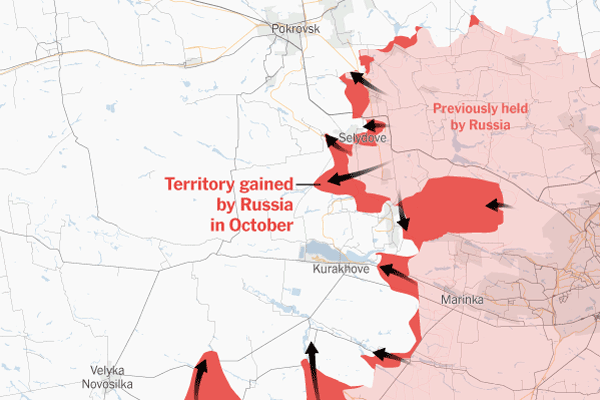 Pokrovsk
Previously held
by Russia
Selydove
Territory gained
by Russia
in October
Kurakhove
Marinka
Velyka
Novosilka